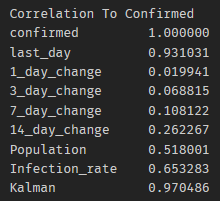 Correlation To Confirmed
confirmed 1.000000
last_day 0.931031
1_day_change 0.019941
3_day_change 0.068815
7_day_change 0.108122
14_day_change 0.262267
Population 0.518001
Infection_rate 0.653283
Kalman 0.970486